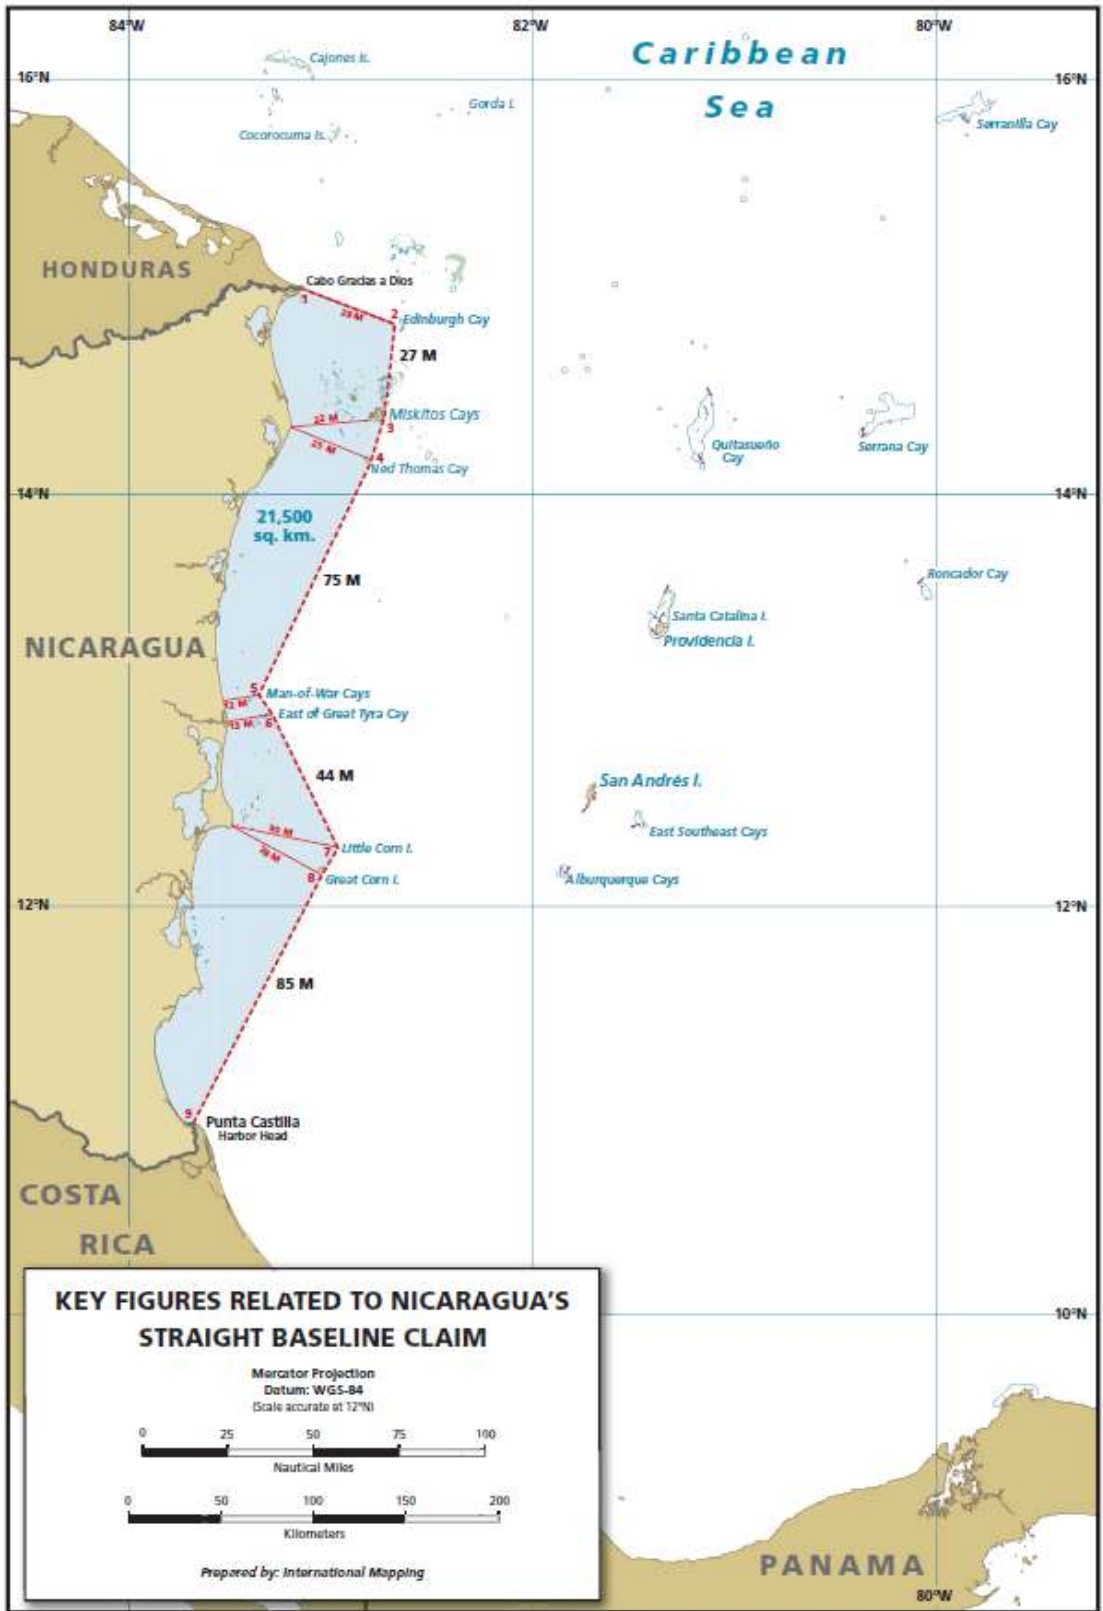 84°W
82°W
80°W
Caribbean
Sea
16°N
16°N
Cajones Is.
Gorda I.
Cocorocuma Is.
Serranilla Cay
HONDURAS
Cabo Gracias a Dios
1
28 M
2
Edinburgh Cay
27 M
22 M
Miskitos Cays
3
25 M
4
Ned Thomas Cay
Quitasueño
Cay
Serrana Cay
14°N
14°N
21,500
sq. km.
75 M
Roncador Cay
Santa Catalina I.
Providencia I.
NICARAGUA
5
Man-of-War Cays
12 M
East of Great Tyra Cay
13 M
6
44 M
San Andrés I.
East Southeast Cays
30 M
7
Little Corn I.
8
Great Corn I.
Alburquerque Cays
12°N
12°N
85 M
9
Punta Castilla
Harbor Head
COSTA
RICA
10°N
KEY FIGURES RELATED TO NICARAGUA'S
STRAIGHT BASELINE CLAIM
Mercator Projection
Datum: WGS-84
(Scale accurate at 12°N)
0 25 50 75 100
Nautical Miles
0 50 100 150 200
Kilometers
Prepared by: International Mapping
PANAMA
80°W